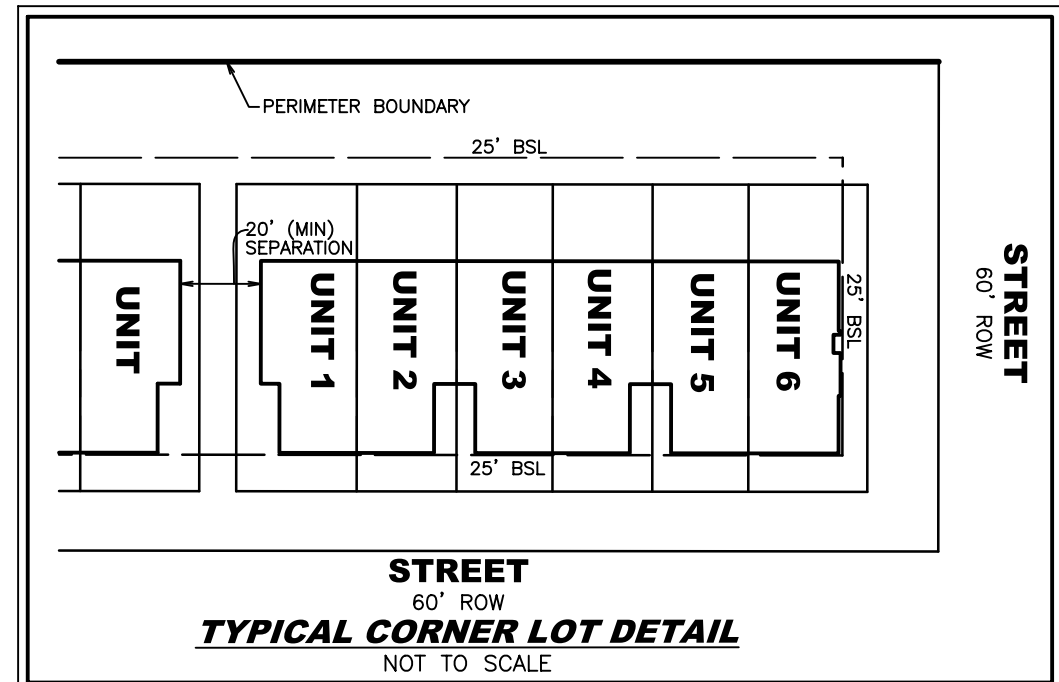 PERIMETER BOUNDARY
25' BSL
20' (MIN)
SEPARATION
UNIT
UNIT 1
UNIT 2
UNIT 3
UNIT 4
UNIT 5
UNIT 6
25' BSL
STREET
60' ROW
25' BSL
STREET
60' ROW
TYPICAL CORNER LOT DETAIL
NOT TO SCALE